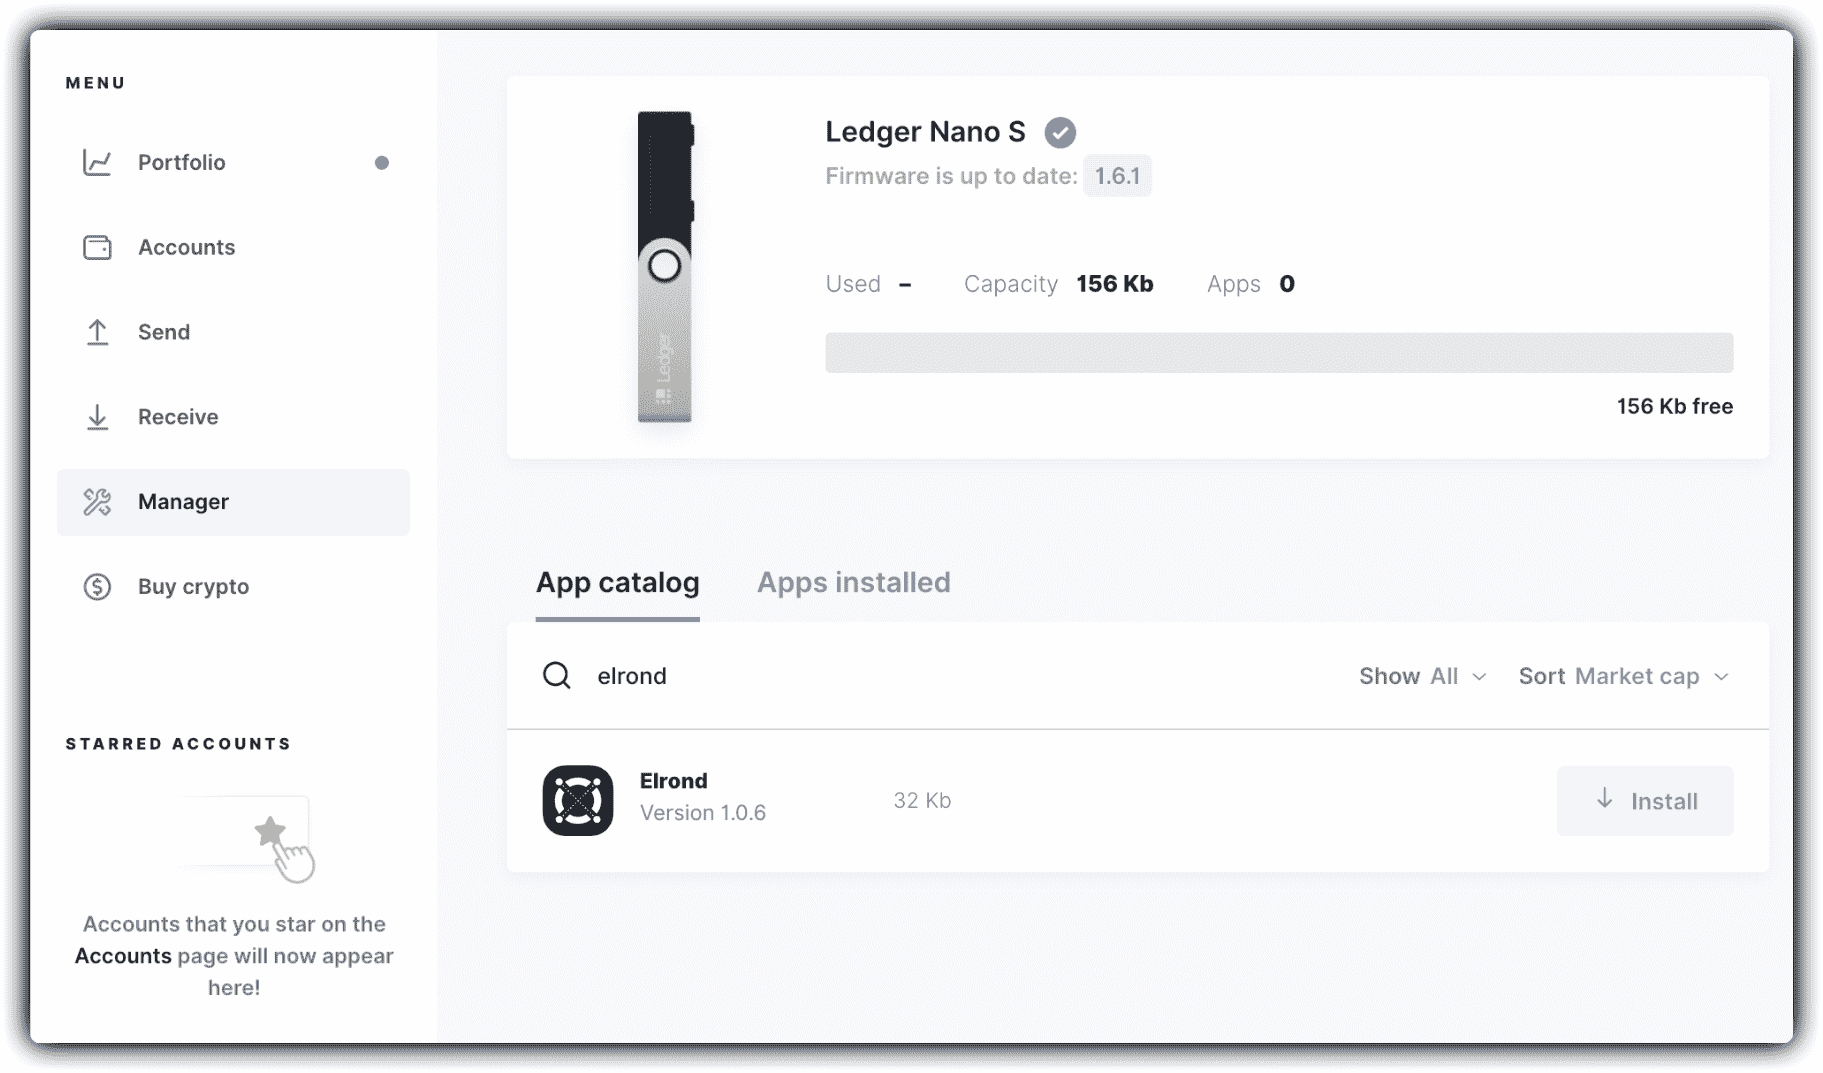 MENU
Portfolio
Accounts
Send
Receive
Manager
Buy crypto
STARRED ACCOUNTS
Accounts that you star on the
Accounts page will now appear
here!
Ledger
Ledger Nano S
Firmware is up to date: 1.6.1
Used – Capacity 156 Kb Apps 0
156 Kb free
App catalog Apps installed
elrond Show All Sort Market cap
Elrond
Version 1.0.6
32 Kb
Install